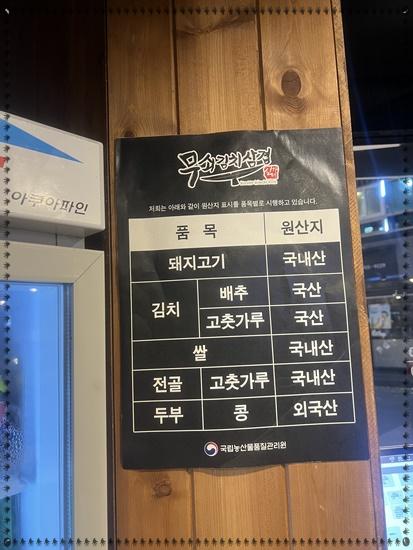 무쇠김치삼겹
저희는 아래와 같이 원산지 표시를 품목별로 시행하고 있습니다.
품 목 원산지
돼지고기 국내산
김치 배추 국산
고춧가루 국산
쌀 국내산
전골 고춧가루 국내산
두부 콩 외국산
국립농산물품질관리원
아쿠아파인